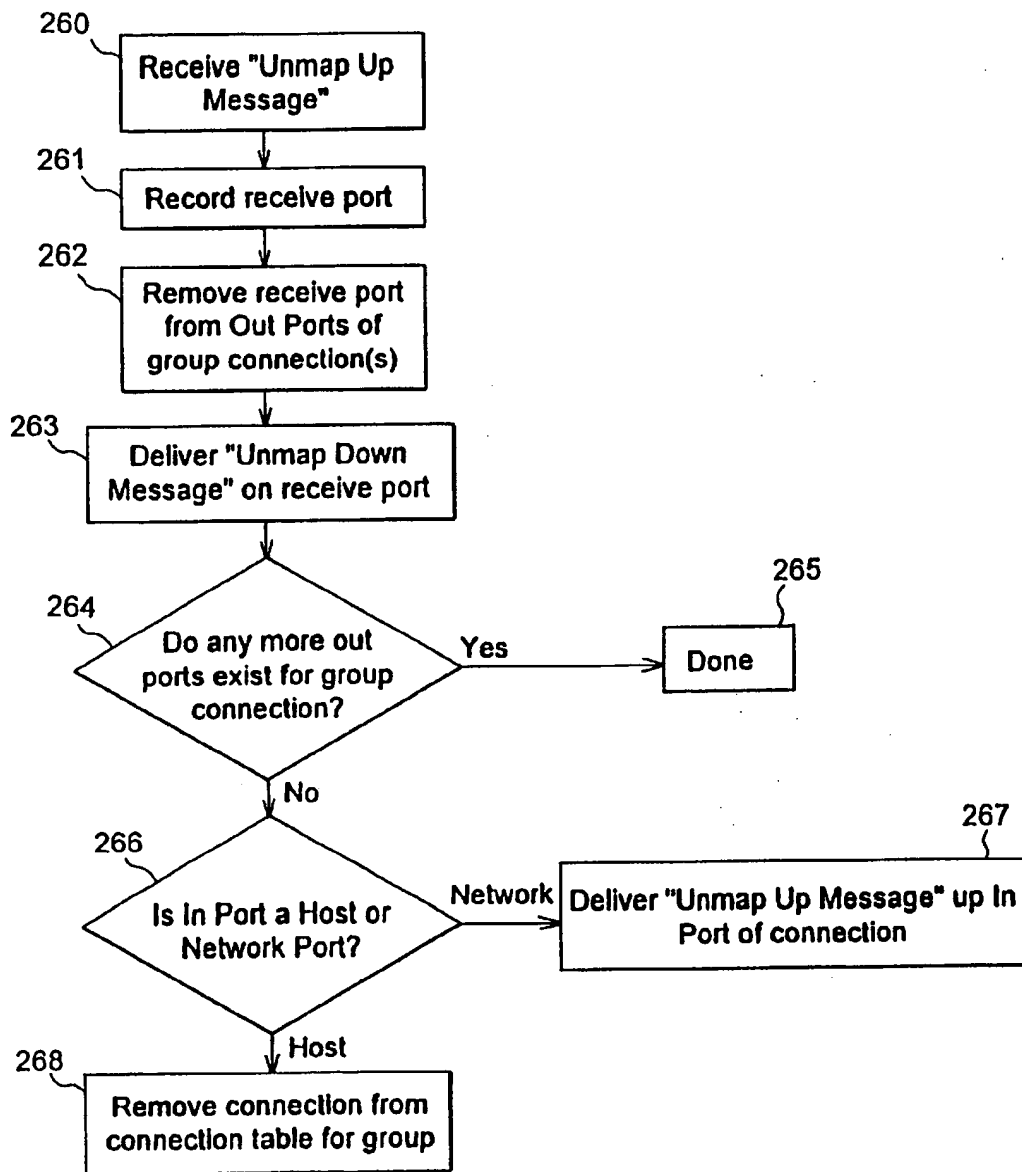 260
Receive "Unmap Up
Message"
261
Record receive port
262
Remove receive port
from Out Ports of
group connection(s)
263
Deliver "Unmap Down
Message" on receive port
264
Do any more out
ports exist for group
connection?
Yes
265
Done
No
266
Is In Port a Host or
Network Port?
Network
267
Deliver "Unmap Up Message" up In
Port of connection
Host
268
Remove connection from
connection table for group